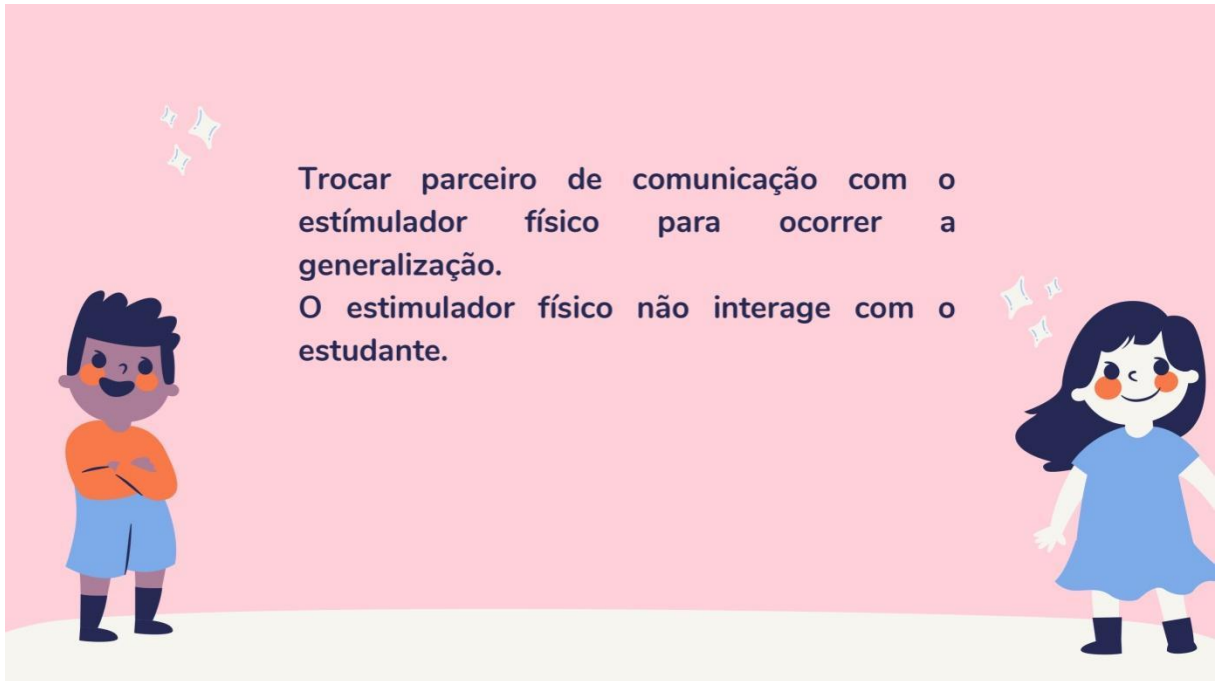 Trocar parceiro de comunicação com o
estímulador físico para ocorrer a
generalização.
O estimulador físico não interage com o
estudante.